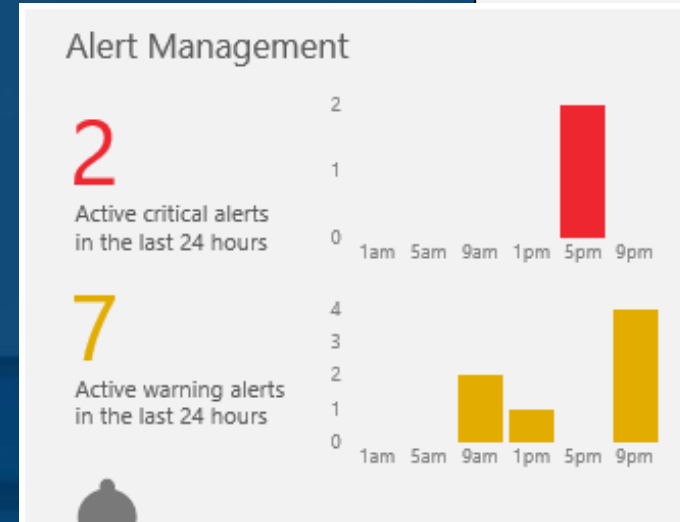 Alert Management
2
Active critical alerts
in the last 24 hours
2
1
0
1am 5am 9am 1pm 5pm 9pm
7
Active warning alerts
in the last 24 hours
4
3
2
1
0
1am 5am 9am 1pm 5pm 9pm